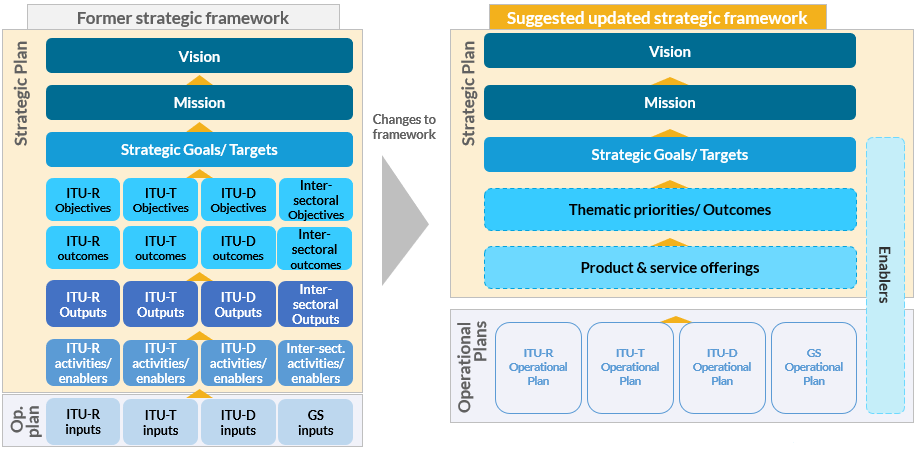 Former strategic framework
Strategic Plan
Vision
Mission
Strategic Goals/ Targets
ITU-R
Objectives
ITU-T
Objectives
ITU-D
Objectives
Inter-
sectoral
Objectives
ITU-R
outcomes
ITU-T
outcomes
ITU-D
outcomes
Inter-
sectoral
outcomes
ITU-R
Outputs
ITU-T
Outputs
ITU-D
Outputs
Inter-
sectoral
Outputs
ITU-R
activities/
enablers
ITU-T
activities/
enablers
ITU-D
activities/
enablers
Inter-sect.
activities/
enablers
Op.
plan
ITU-R
inputs
ITU-T
inputs
ITU-D
inputs
GS
inputs
Changes to
framework
Suggested updated strategic framework
Strategic Plan
Vision
Mission
Strategic Goals/ Targets
Thematic priorities/ Outcomes
Product & service offerings
Enablers
Operational
Plans
ITU-R
Operational
Plan
ITU-T
Operational
Plan
ITU-D
Operational
Plan
GS
Operational
Plan